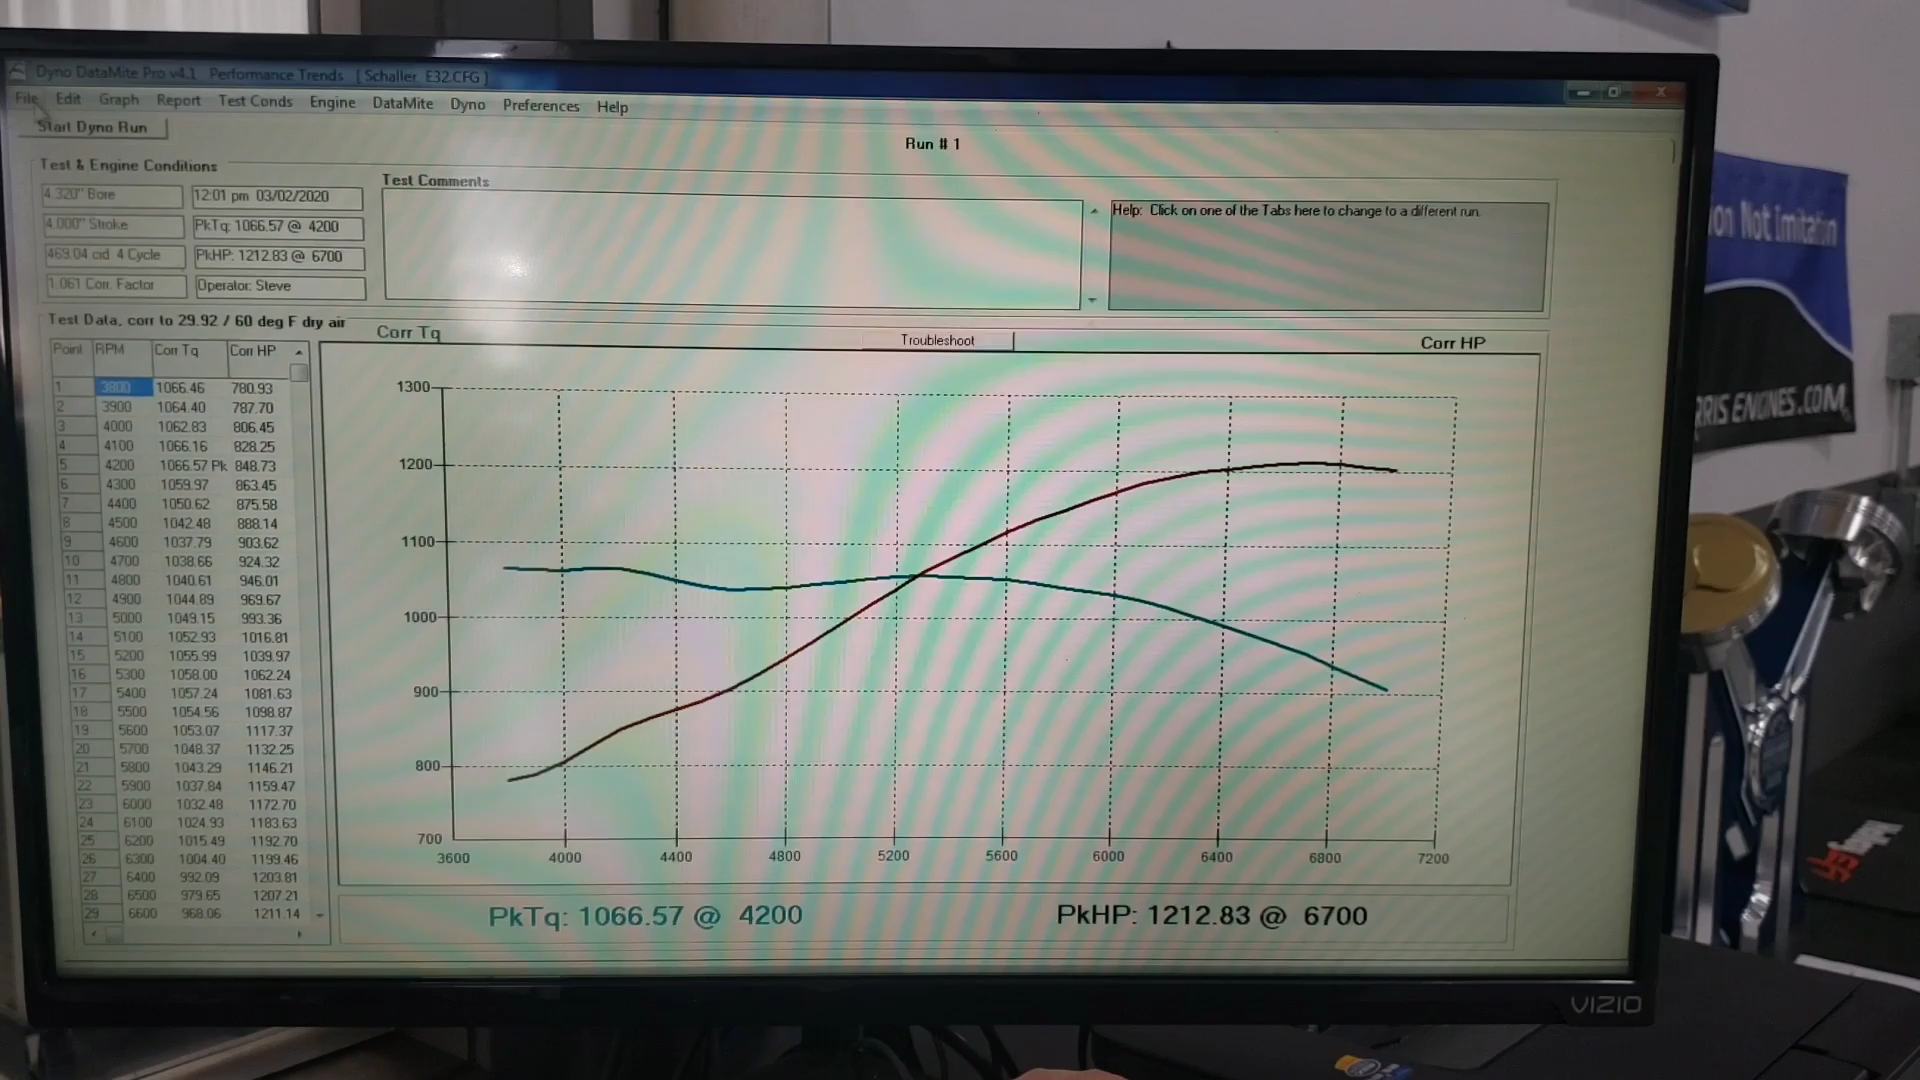 Dyno DataMite Pro v4.1 Performance Trends [ Schaller E32.CFG ]
File Edit Graph Report Test Conds Engine DataMite Dyno Preferences Help
Start Dyno Run
Run # 1
Test & Engine Conditions
4.320" Bore
12:01 pm 03/02/2020
4.000" Stroke
PkTq: 1066.57 @ 4200
469.04 cid 4 Cycle
PkHP: 1212.83 @ 6700
1.061 Corr. Factor
Operator: Steve
Test Comments
Help: Click on one of the Tabs here to change to a different run.
Test Data, corr to 29.92 / 60 deg F dry air
Point RPM Corr Tq Corr HP
1 3800 1066.46 780.93
2 3900 1064.40 787.70
3 4000 1062.83 806.45
4 4100 1066.16 828.25
5 4200 1066.57 Pk 848.73
6 4300 1059.97 863.45
7 4400 1050.62 875.58
8 4500 1042.48 888.14
9 4600 1037.79 903.62
10 4700 1038.66 924.32
11 4800 1040.61 946.01
12 4900 1044.89 969.67
13 5000 1049.15 993.36
14 5100 1052.93 1016.81
15 5200 1055.99 1039.97
16 5300 1058.00 1062.24
17 5400 1057.24 1081.63
18 5500 1054.56 1098.87
19 5600 1053.07 1117.37
20 5700 1048.37 1132.25
21 5800 1043.29 1146.21
22 5900 1037.84 1159.47
23 6000 1032.48 1172.70
24 6100 1024.93 1183.63
25 6200 1015.49 1192.70
26 6300 1004.40 1199.46
27 6400 992.09 1203.81
28 6500 979.65 1207.21
29 6600 968.06 1211.14
Corr Tq
Troubleshoot
Corr HP
1300
1200
1100
1000
900
800
700
3600 4000 4400 4800 5200 5600 6000 6400 6800 7200
PkTq: 1066.57 @ 4200
PkHP: 1212.83 @ 6700
VIZIO
ion Not Imitation
RRIS ENGINES.COM